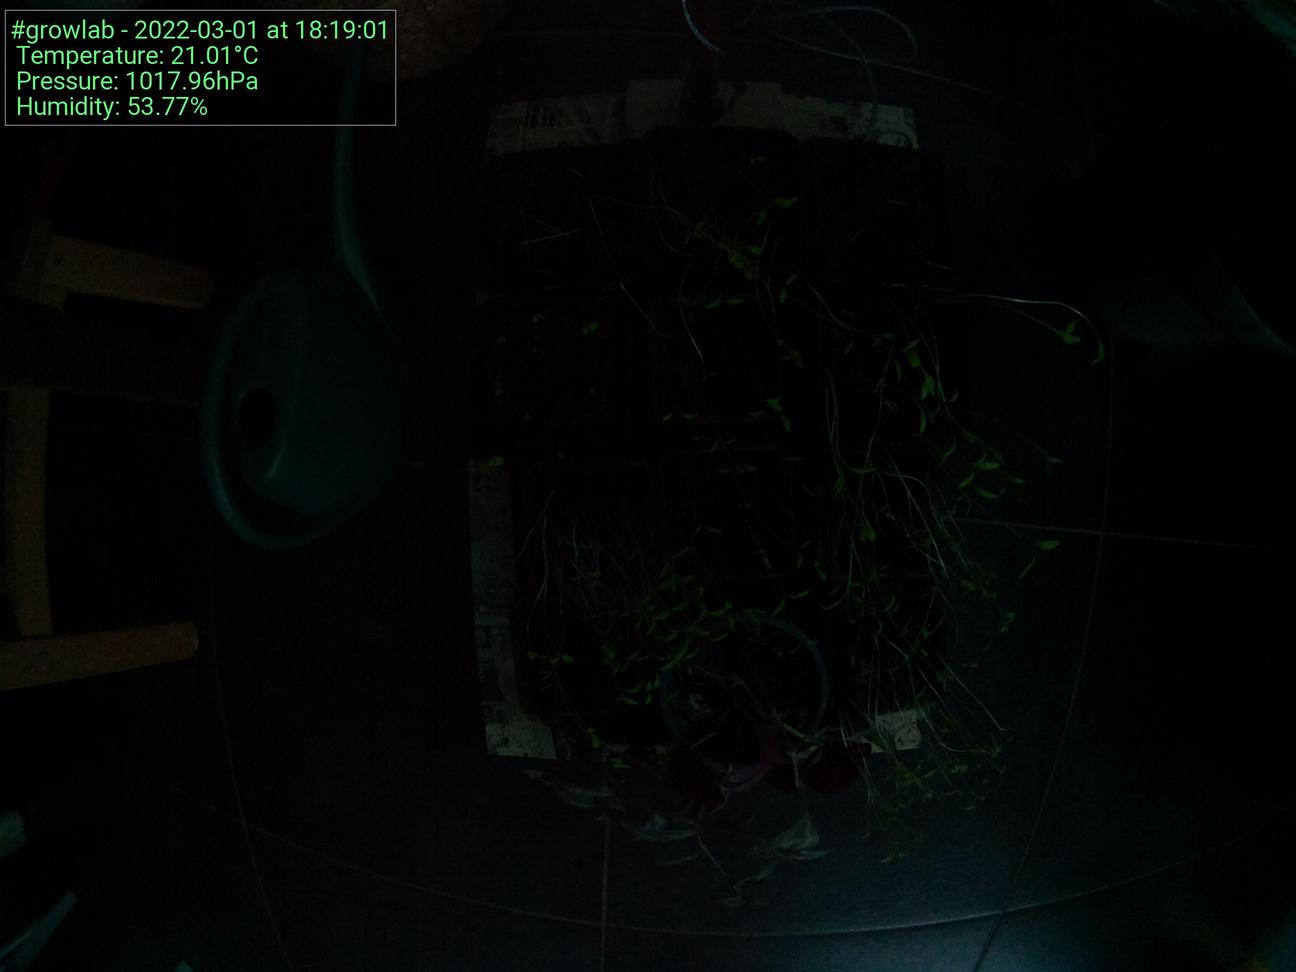 #growlab - 2022-03-01 at 18:19:01
Temperature: 21.01°C
Pressure: 1017.96hPa
Humidity: 53.77%